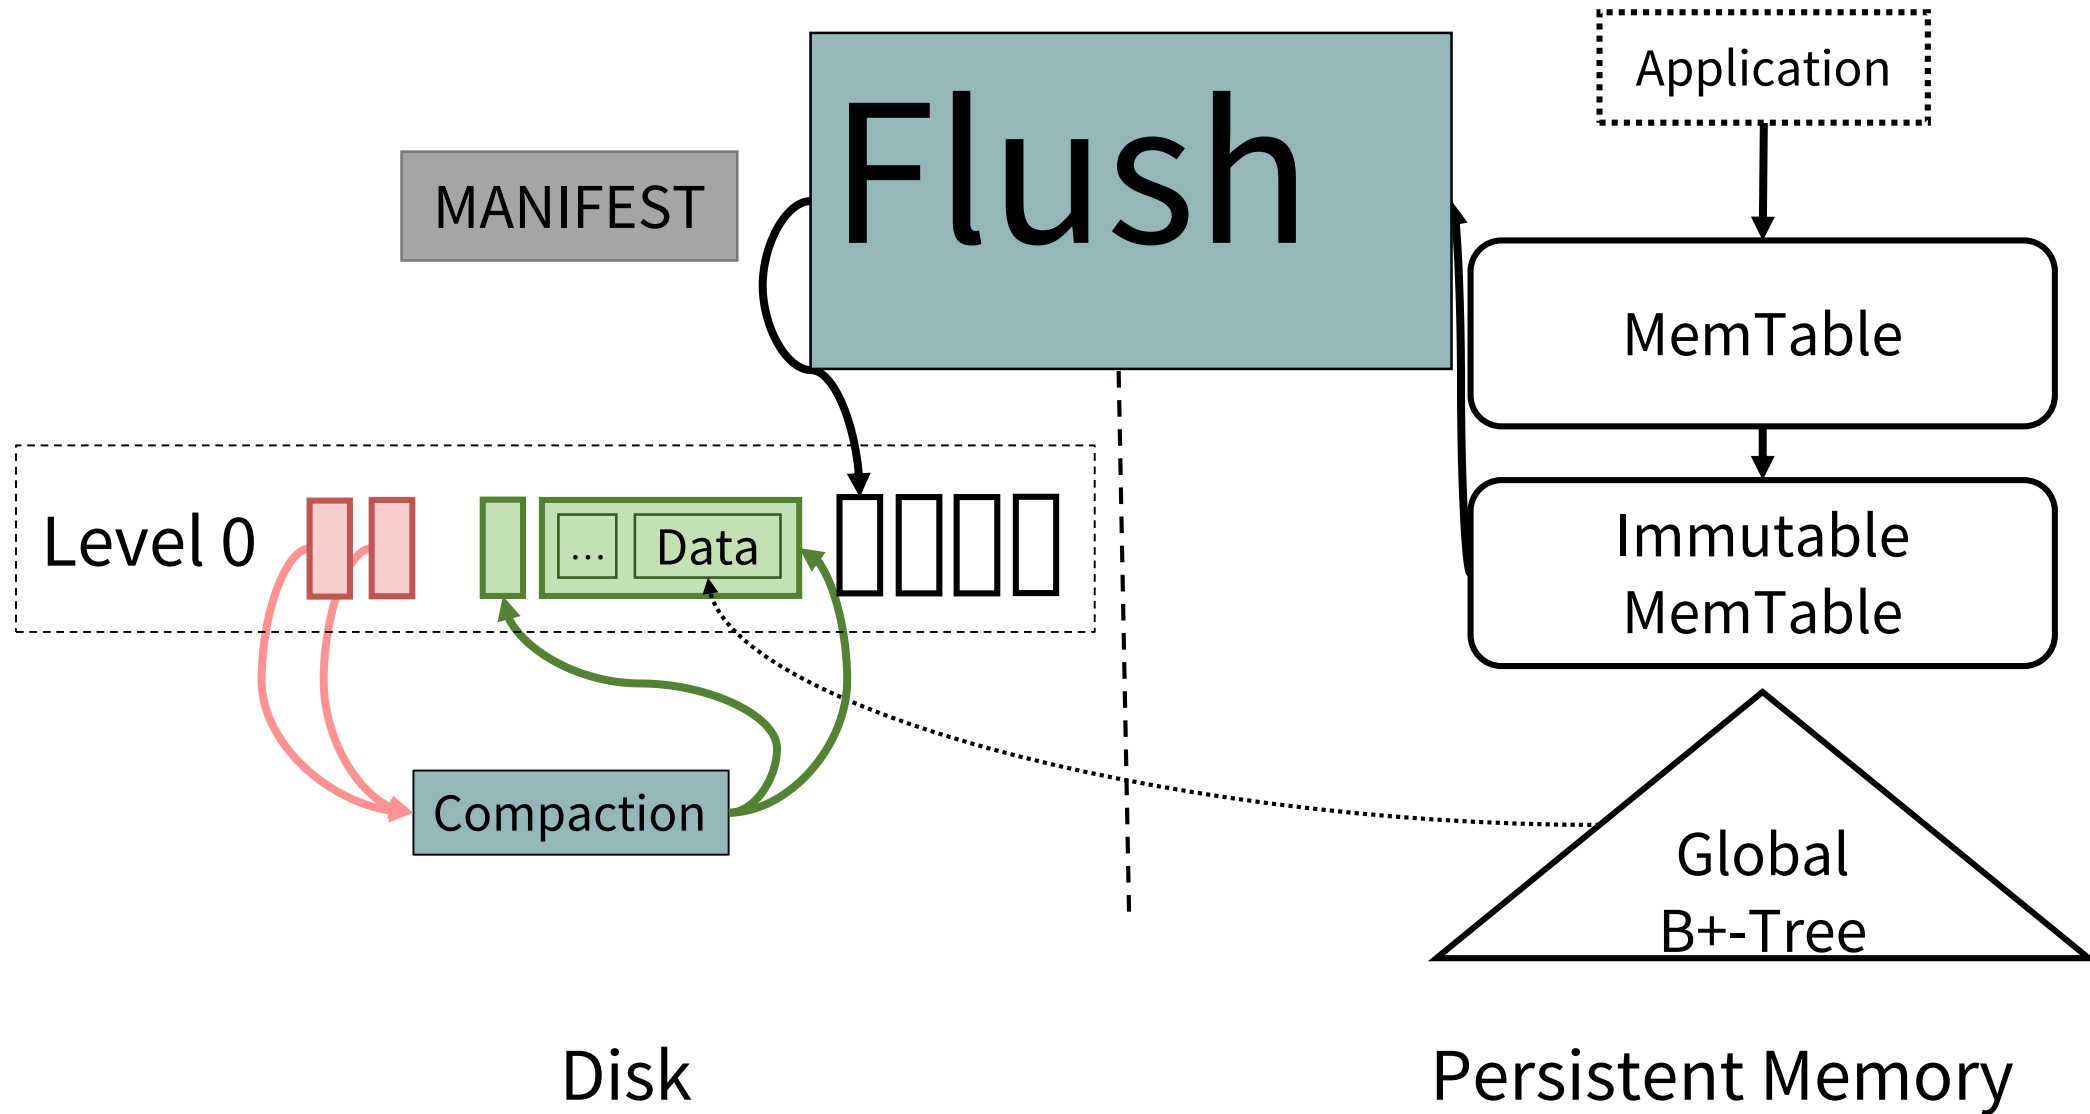 Flush
Application
MANIFEST
MemTable
Level 0
...
Data
Immutable
MemTable
Compaction
Global
B+-Tree
Disk
Persistent Memory